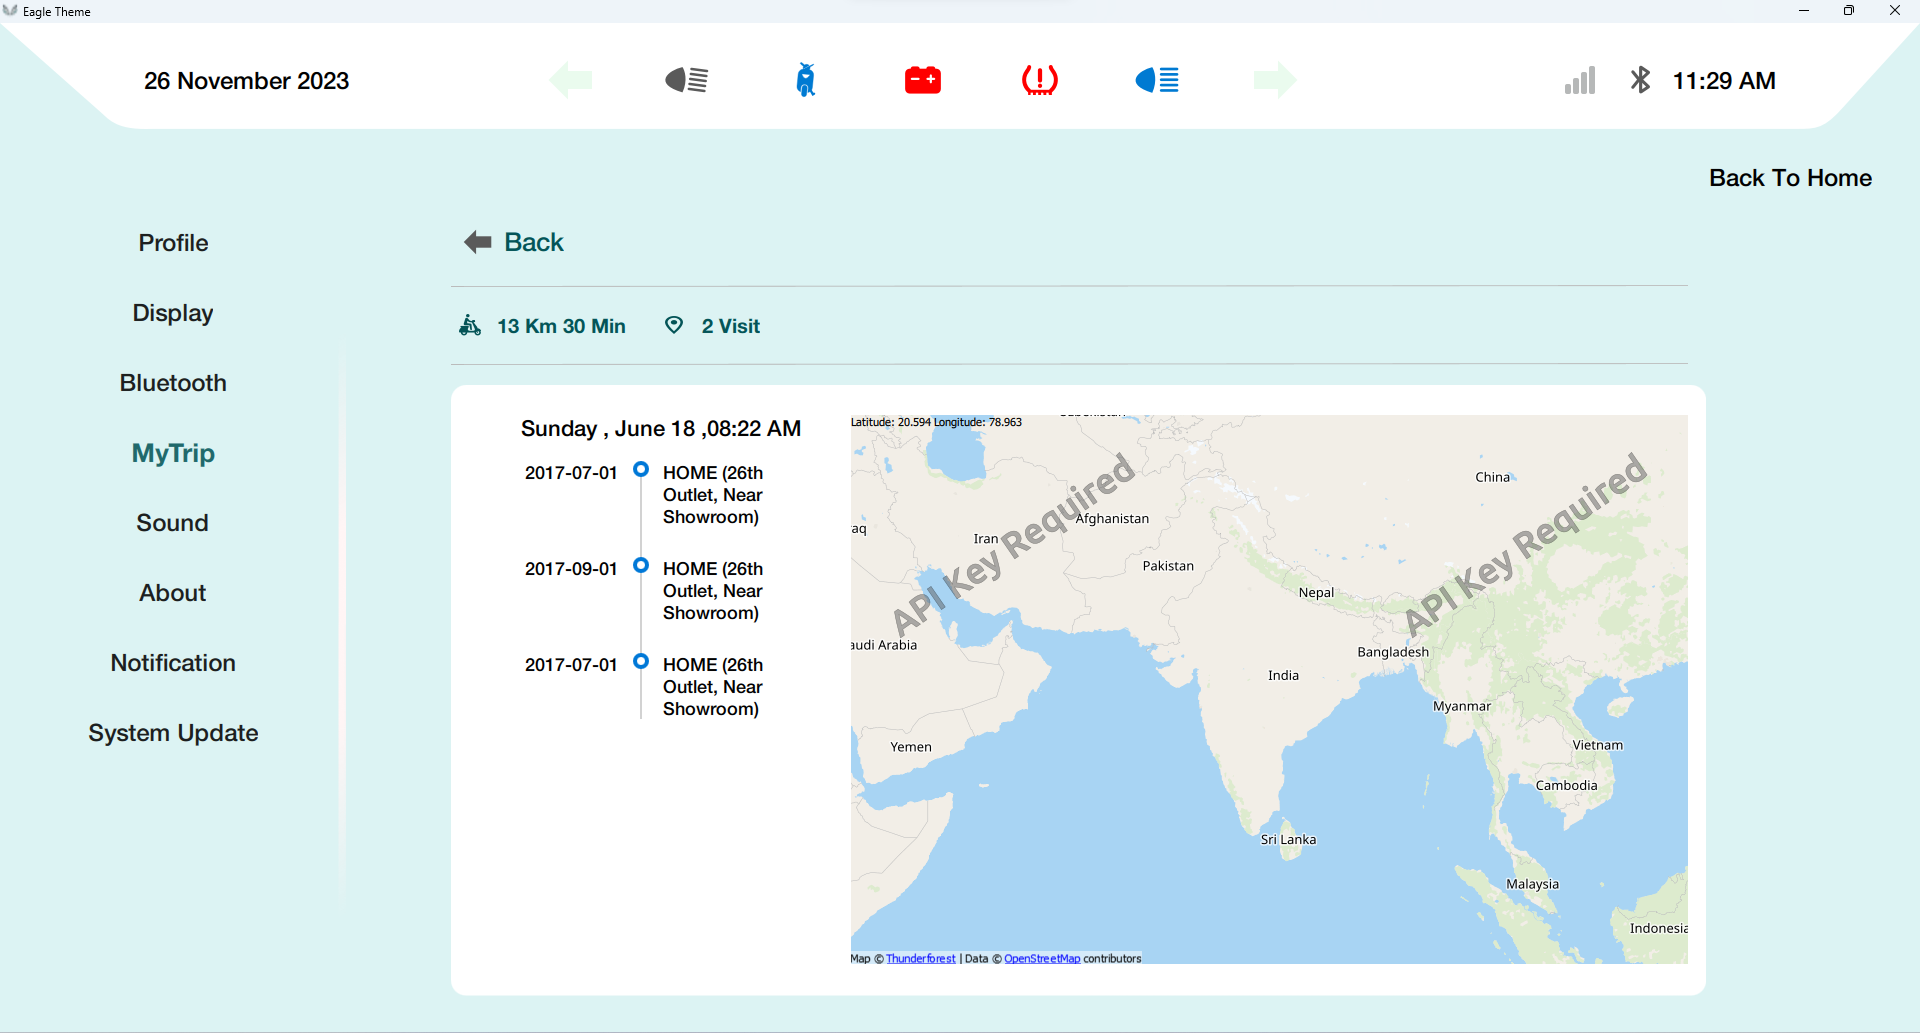 Eagle Theme
26 November 2023
11:29 AM
Back To Home
Profile
Display
Bluetooth
MyTrip
Sound
About
Notification
System Update
Back
13 Km 30 Min
2 Visit
Sunday , June 18 ,08:22 AM
2017-07-01
HOME (26th
Outlet, Near
Showroom)
2017-09-01
HOME (26th
Outlet, Near
Showroom)
2017-07-01
HOME (26th
Outlet, Near
Showroom)
Latitude: 20.594 Longitude: 78.963
API Key Required
API Key Required
China
Afghanistan
aq
Iran
Pakistan
Nepal
audi Arabia
Bangladesh
India
Myanmar
Yemen
Vietnam
Cambodia
Sri Lanka
Malaysia
Indonesia
Map © Thunderforest | Data © OpenStreetMap contributors